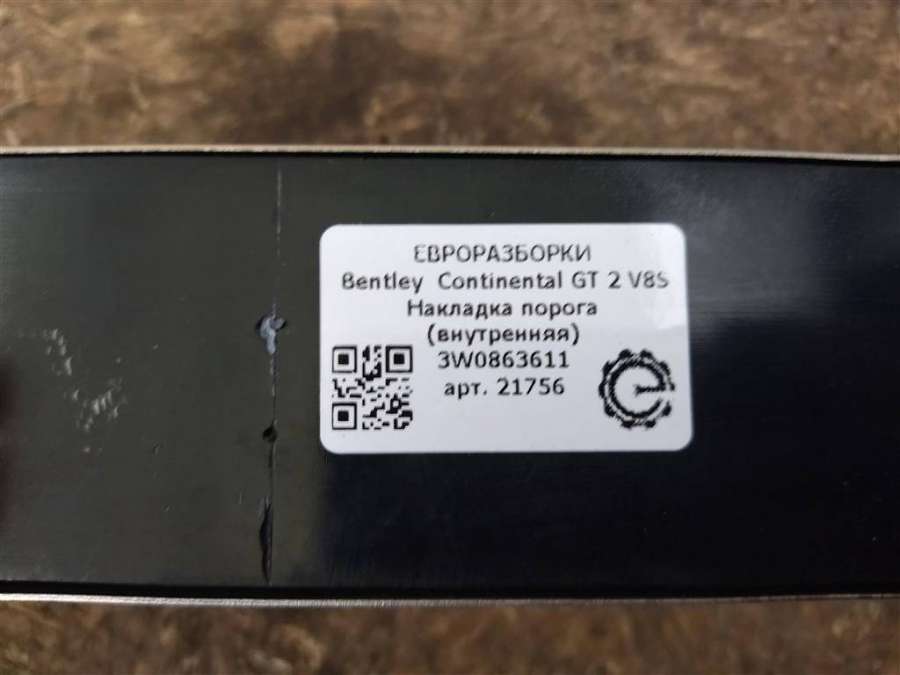 ЕВРОРАЗБОРКИ
Bentley Continental GT 2 V8S
Накладка порога
(внутренняя)
3W0863611
арт. 21756